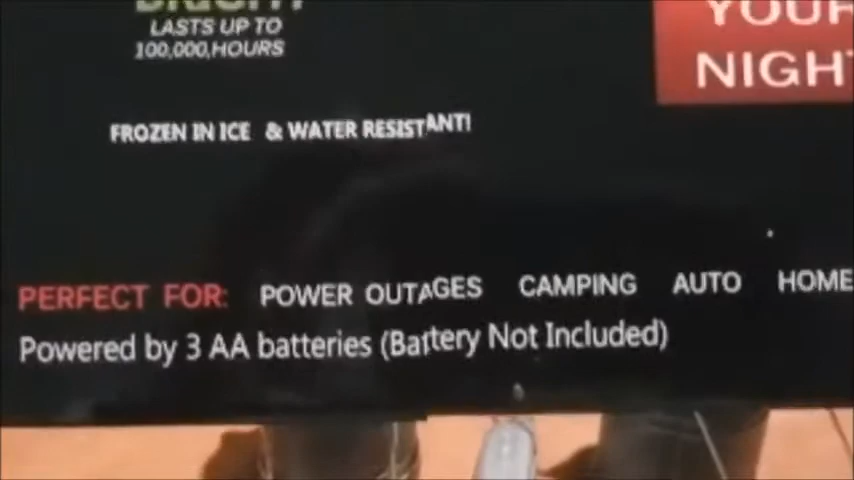 BRIGHT
LASTS UP TO
100,000,HOURS
YOUR
NIGHT
FROZEN IN ICE & WATER RESISTANT!
PERFECT FOR: POWER OUTAGES CAMPING AUTO HOME
Powered by 3 AA batteries (Battery Not Included)